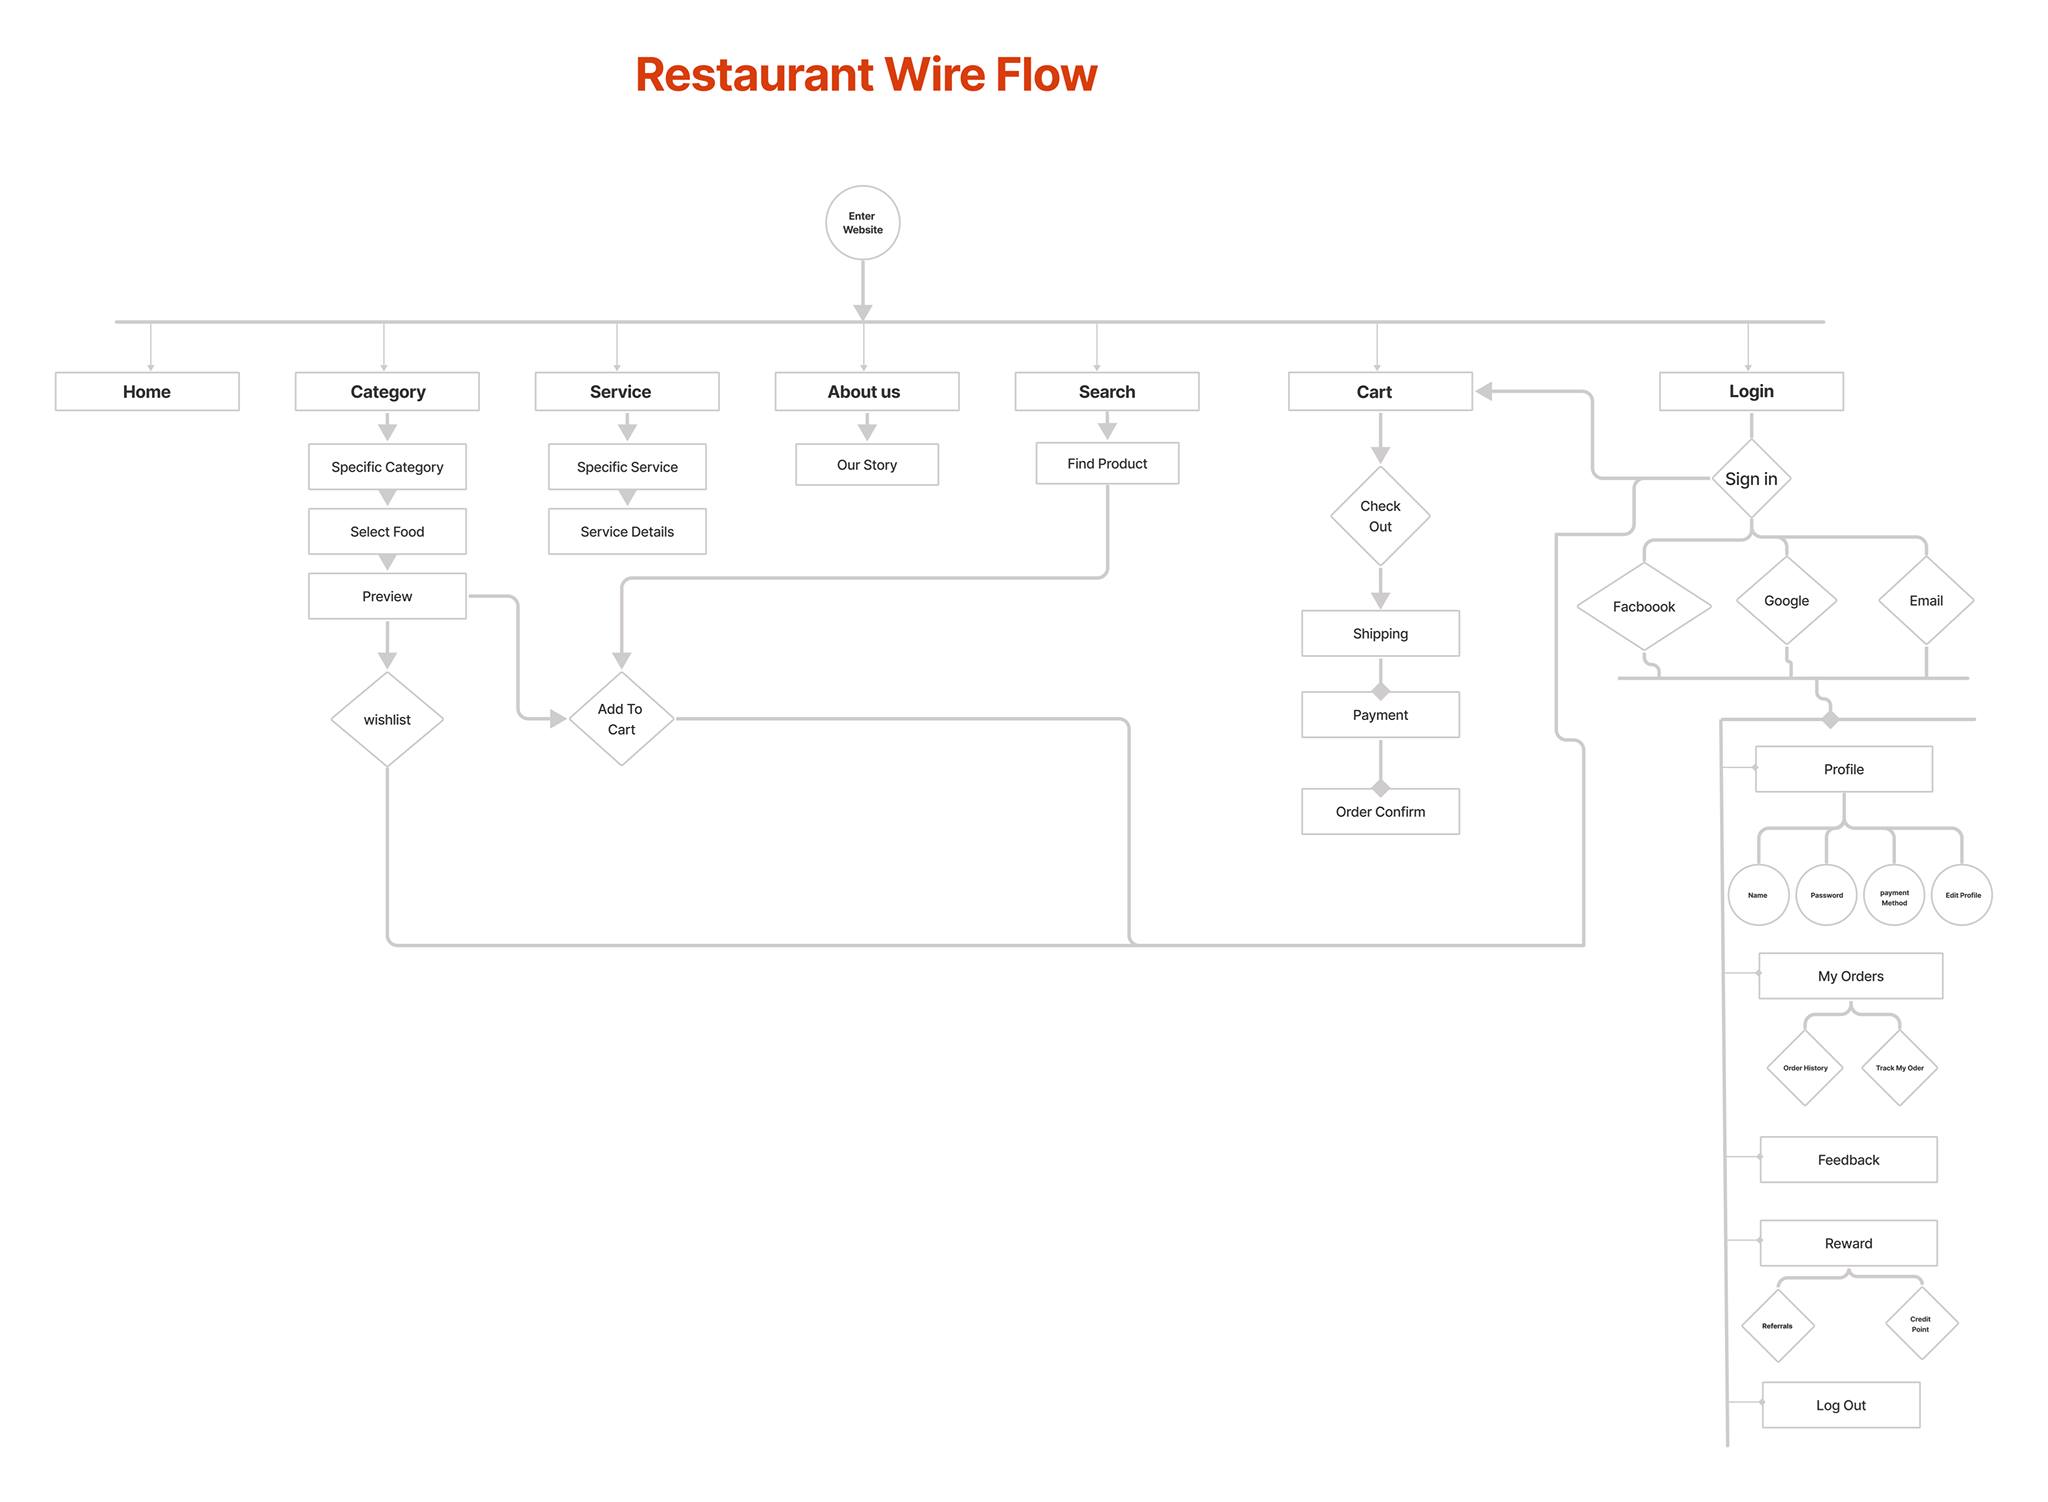 Restaurant Wire Flow
Enter
Website
Home
Category
Service
About us
Search
Cart
Login
Specific Category
Specific Service
Our Story
Find Product
Sign in
Check
Out
Select Food
Service Details
Preview
Facboook
Google
Email
Shipping
wishlist
Add To
Cart
Payment
Order Confirm
Profile
Name
Password
payment
Method
Edit Profile
My Orders
Order History
Track My Oder
Feedback
Reward
Referrals
Credit
Point
Log Out